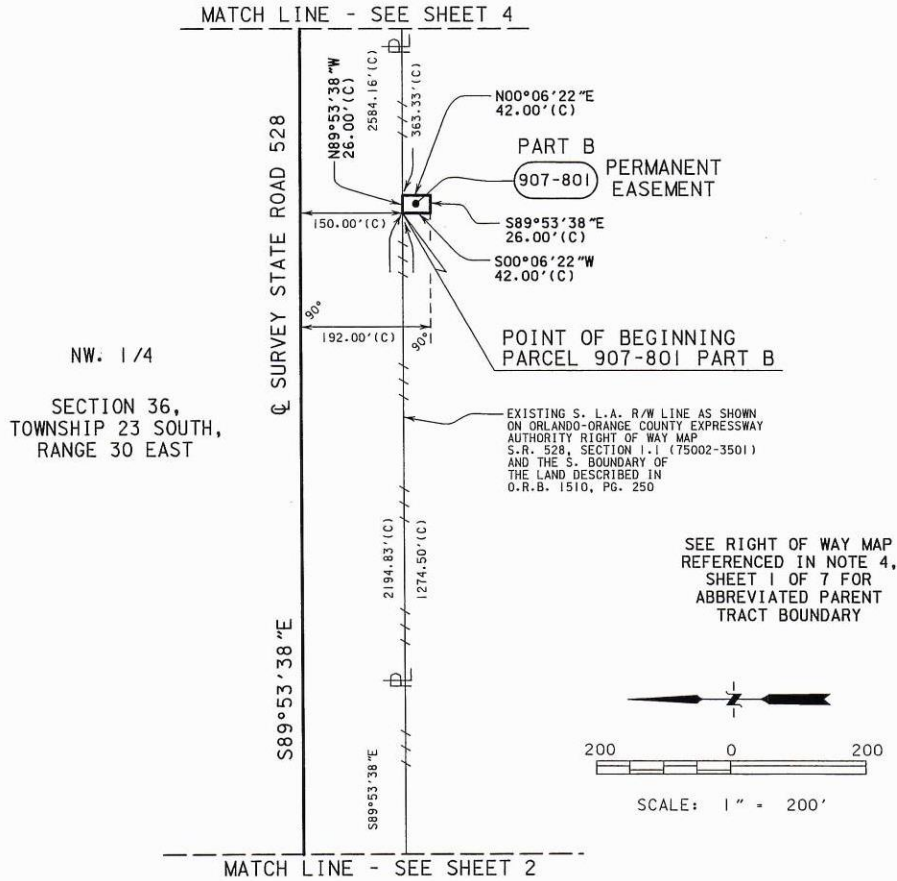 MATCH LINE - SEE SHEET 4
PL
N89°53'38"W
26.00'(C)
2584.16'(C)
363.33'(C)
N00°06'22"E
42.00'(C)
PART B
907-801
PERMANENT
EASEMENT
150.00'(C)
S89°53'38"E
26.00'(C)
S00°06'22"W
42.00'(C)
℄ SURVEY STATE ROAD 528
90°
192.00'(C)
90°
POINT OF BEGINNING
PARCEL 907-801 PART B
NW. 1/4
SECTION 36,
TOWNSHIP 23 SOUTH,
RANGE 30 EAST
EXISTING S. L.A. R/W LINE AS SHOWN
ON ORLANDO-ORANGE COUNTY EXPRESSWAY
AUTHORITY RIGHT OF WAY MAP
S.R. 528, SECTION 1.1 (75002-3501)
AND THE S. BOUNDARY OF
THE LAND DESCRIBED IN
O.R.B. 1510, PG. 250
2194.83'(C)
1274.50'(C)
SEE RIGHT OF WAY MAP
REFERENCED IN NOTE 4,
SHEET 1 OF 7 FOR
ABBREVIATED PARENT
TRACT BOUNDARY
S89°53'38"E
PL
S89°53'38"E
N
200 0 200
SCALE: 1" = 200'
MATCH LINE - SEE SHEET 2